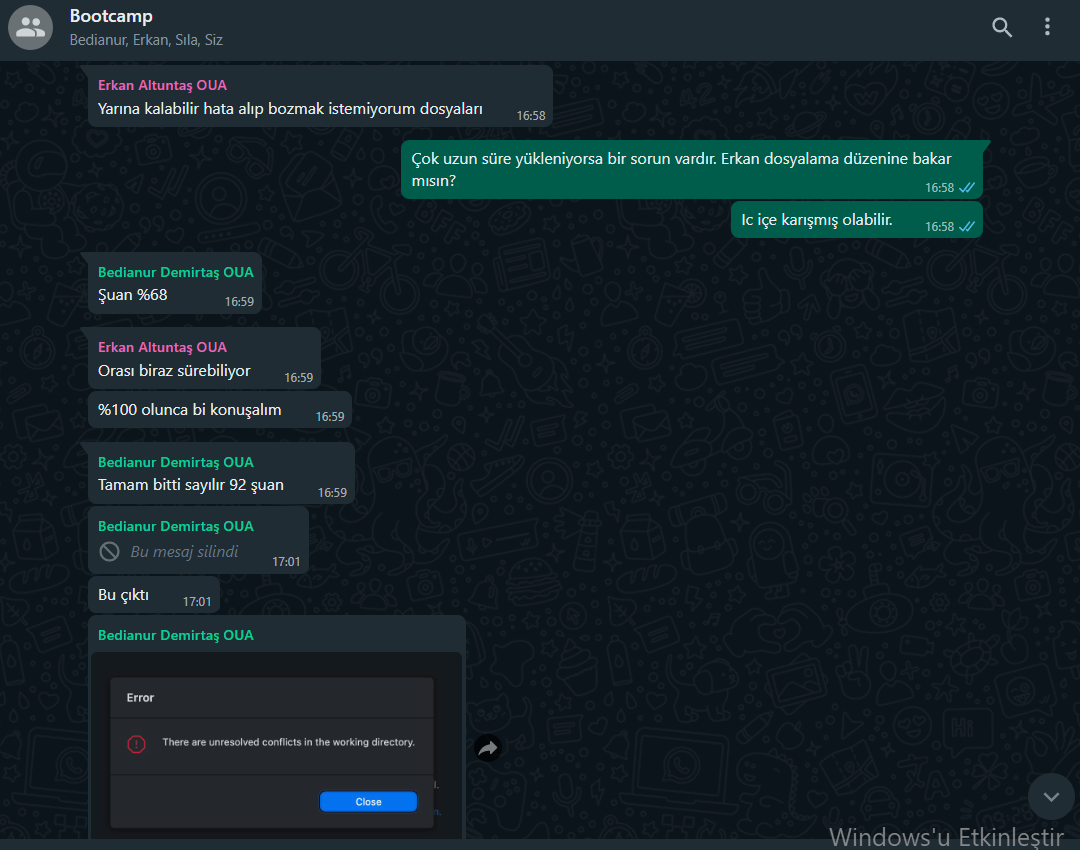 Bootcamp
Bedianur, Erkan, Sıla, Siz
Erkan Altuntaş OUA
Yarına kalabilir hata alıp bozmak istemiyorum dosyaları
16:58
Çok uzun süre yükleniyorsa bir sorun vardır. Erkan dosyalama düzenine bakar
mısın?
16:58
Ic içe karışmış olabilir.
16:58
Bedianur Demirtaş OUA
Şuan %68
16:59
Erkan Altuntaş OUA
Orası biraz sürebiliyor
16:59
%100 olunca bi konuşalım
16:59
Bedianur Demirtaş OUA
Tamam bitti sayılır 92 şuan
16:59
Bedianur Demirtaş OUA
Bu mesaj silindi
17:01
Bu çıktı
17:01
Bedianur Demirtaş OUA
Error
There are unresolved conflicts in the working directory.
Close
Windows'u Etkinleştir